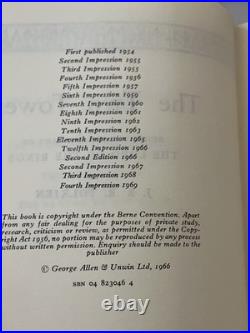 First published 1954
Second Impression 1955
Third Impression 1955
Fourth Impression 1956
Fifth Impression 1957
Sixth Impression 1959
Seventh Impression 1960
Eighth Impression 1961
Ninth Impression 1962
Tenth Impression 1963
Eleventh Impression 1965
Twelfth Impression 1966
Second Edition 1966
Second Impression 1967
Third Impression 1968
Fourth Impression 1969
This book is copyright under the Berne Convention. Apart
from any fair dealing for the purposes of private study,
research, criticism or review, as permitted under the Copy-
right Act 1956, no portion may be reproduced by any process
without written permission. Enquiry should be made to the
publisher
© George Allen & Unwin Ltd, 1966
SBN 04 823046 4